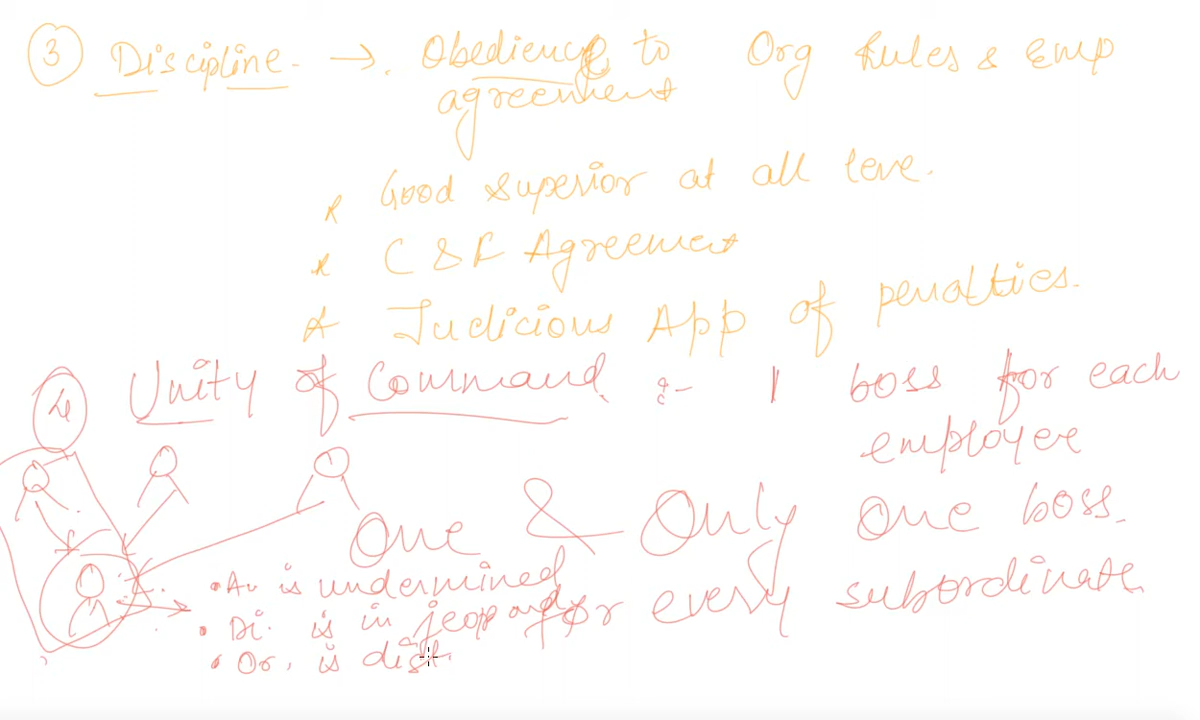 3 Discipline → Obedience to Org Rules & Emp
agreement
* Good superior at all leve.
* C & F Agreement
* Judicious App of penalties.
4 Unity of Command :- 1 boss for each
employee
One & Only One boss
for every subordinate
• Au is undermined
• Di. is in jeopardy
• Or, is dist